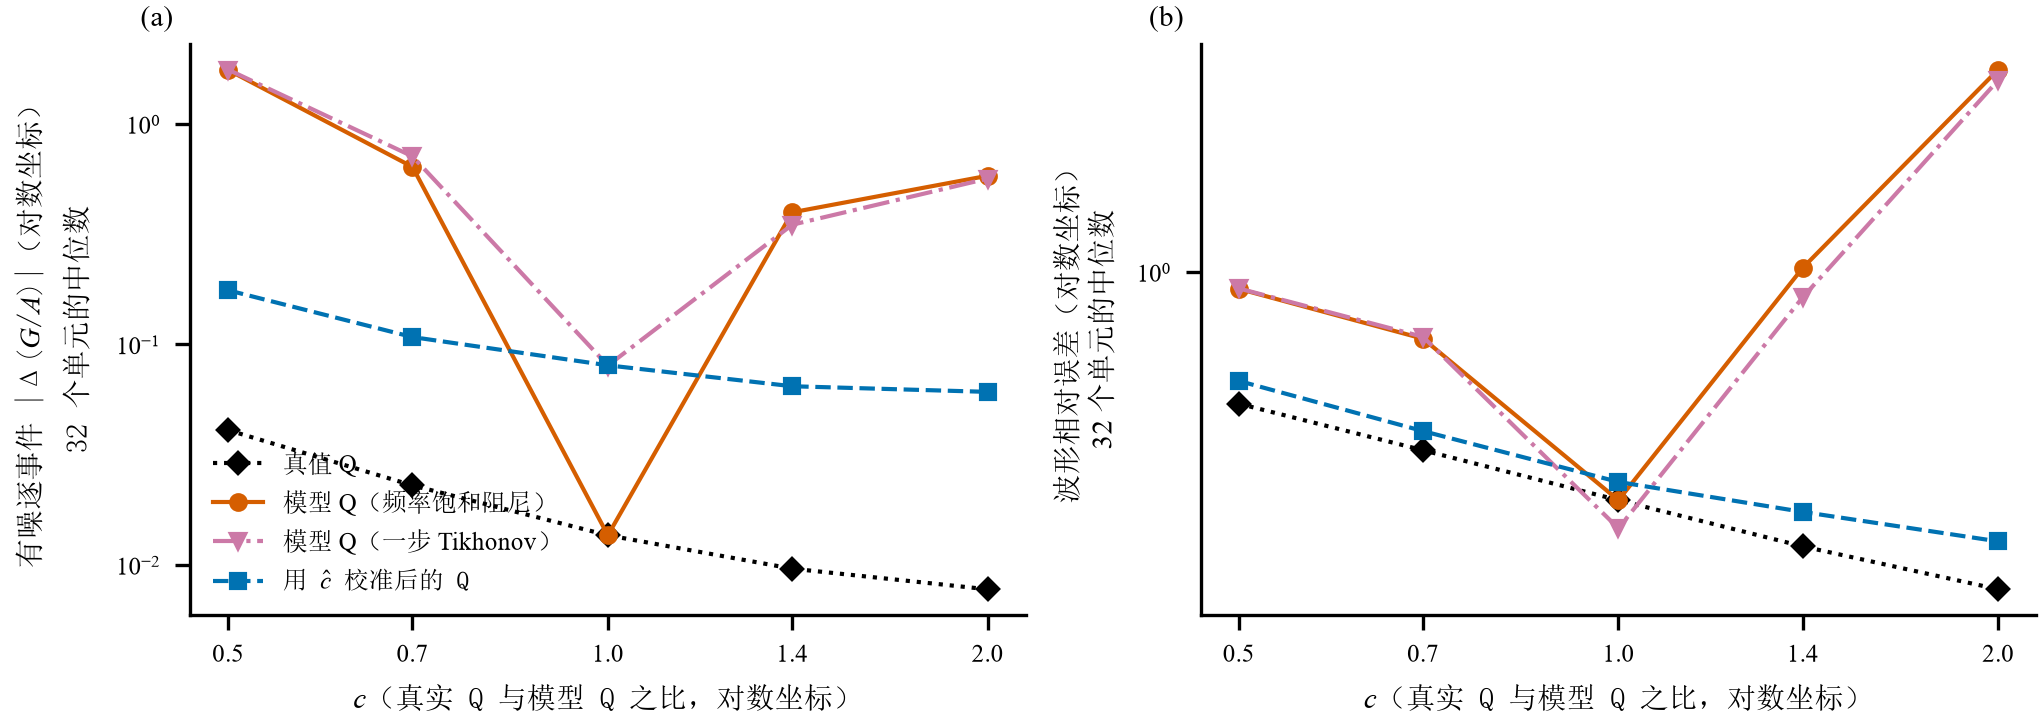 (a)
有噪逐事件 |Δ(G/A)|(对数坐标)
32 个单元的中位数
10⁰
10⁻¹
10⁻²
真值 Q
模型 Q（频率饱和阻尼）
模型 Q（一步 Tikhonov）
用 ĉ 校准后的 Q
0.5 0.7 1.0 1.4 2.0
c（真实 Q 与模型 Q 之比，对数坐标）
(b)
波形相对误差（对数坐标）
32 个单元的中位数
10⁰
0.5 0.7 1.0 1.4 2.0
c（真实 Q 与模型 Q 之比，对数坐标）